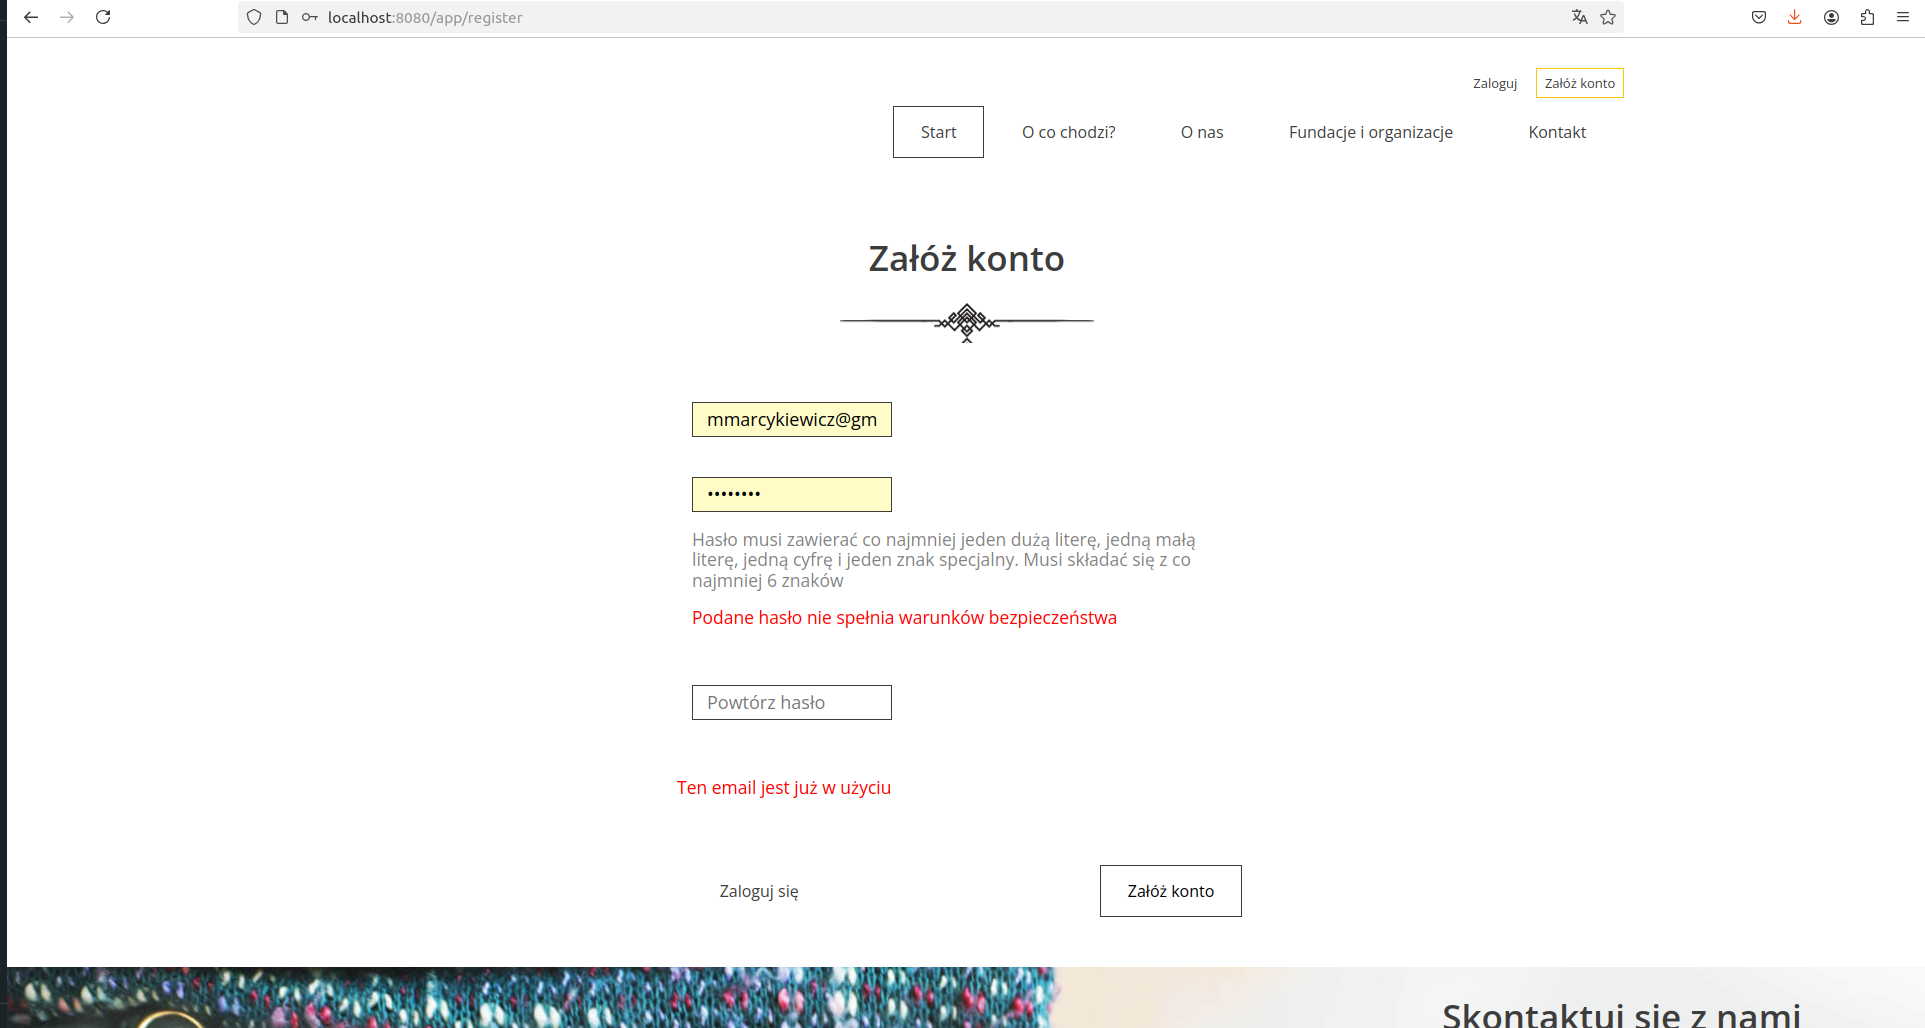 localhost:8080/app/register
Zaloguj
Załóż konto
Start
O co chodzi?
O nas
Fundacje i organizacje
Kontakt
Załóż konto
mmarcykiewicz@gm
••••••••
Hasło musi zawierać co najmniej jeden dużą literę, jedną małą
literę, jedną cyfrę i jeden znak specjalny. Musi składać się z co
najmniej 6 znaków
Podane hasło nie spełnia warunków bezpieczeństwa
Powtórz hasło
Ten email jest już w użyciu
Zaloguj się
Załóż konto
Skontaktuj się z nami